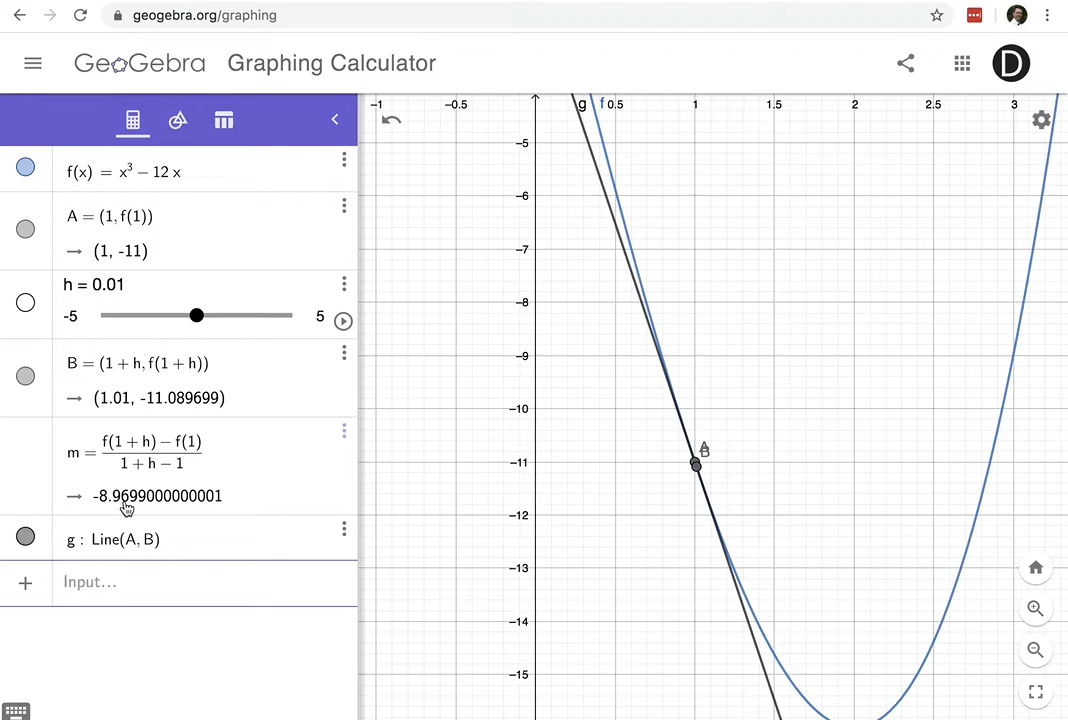 geogebra.org/graphing
GeoGebra Graphing Calculator
D
f(x) = x³ − 12 x
A = (1, f(1))
→ (1, -11)
h = 0.01
-5 5
B = (1 + h, f(1 + h))
→ (1.01, -11.089699)
m = f(1 + h) − f(1) / 1 + h − 1
→ -8.9699000000001
g : Line(A, B)
+ Input...
−1 −0.5 g f 0.5 1 1.5 2 2.5 3
−5
−6
−7
−8
−9
−10
A
B
−11
−12
−13
−14
−15